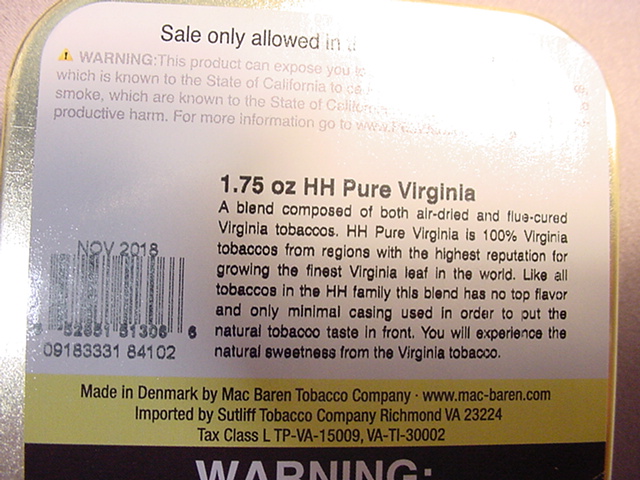 Sale only allowed in
WARNING:This product can expose you to
which is known to the State of California to
smoke, which are known to the State of California
productive harm. For more information go to
1.75 oz HH Pure Virginia
A blend composed of both air-dried and flue-cured
Virginia tobaccos. HH Pure Virginia is 100% Virginia
tobaccos from regions with the highest reputation for
growing the finest Virginia leaf in the world. Like all
tobaccos in the HH family this blend has no top flavor
and only minimal casing used in order to put the
natural tobacco taste in front. You will experience the
natural sweetness from the Virginia tobacco.
NOV 2018
6
09183331 84102
Made in Denmark by Mac Baren Tobacco Company · www.mac-baren.com
Imported by Sutliff Tobacco Company Richmond VA 23224
Tax Class L TP-VA-15009, VA-TI-30002
WARNING: